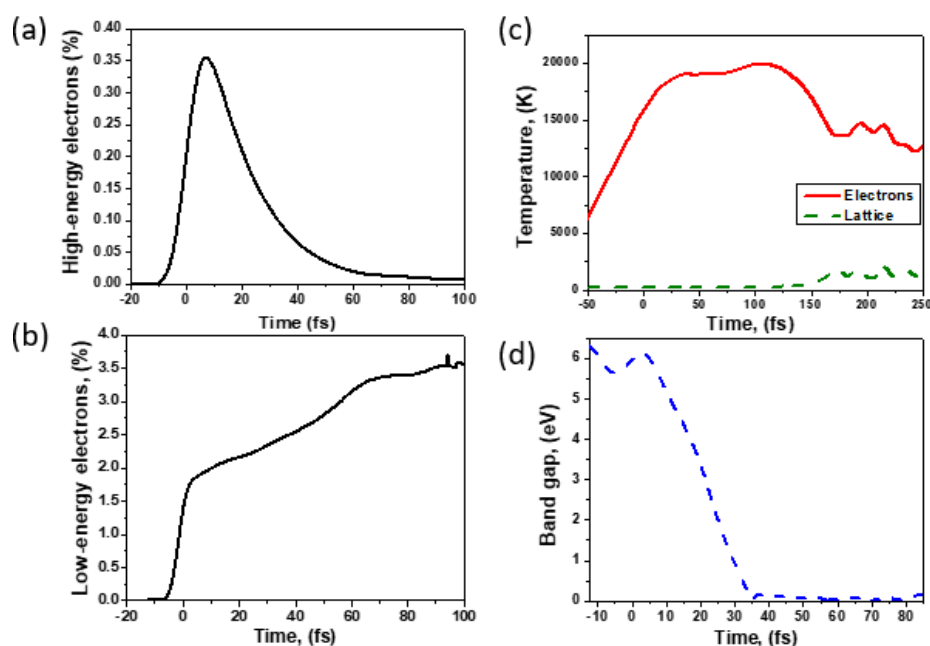 (a)
High-energy electrons (%)
0.40
0.35
0.30
0.25
0.20
0.15
0.10
0.05
0.00
-20 0 20 40 60 80 100
Time (fs)
(b)
Low-energy electrons, (%)
4.0
3.5
3.0
2.5
2.0
1.5
1.0
0.5
0.0
-20 0 20 40 60 80 100
Time, (fs)
(c)
Temperature, (K)
20000
15000
10000
5000
0
Electrons
Lattice
-50 0 50 100 150 200 250
Time, (fs)
(d)
Band gap, (eV)
6
5
4
3
2
1
0
-10 0 10 20 30 40 50 60 70 80
Time, (fs)